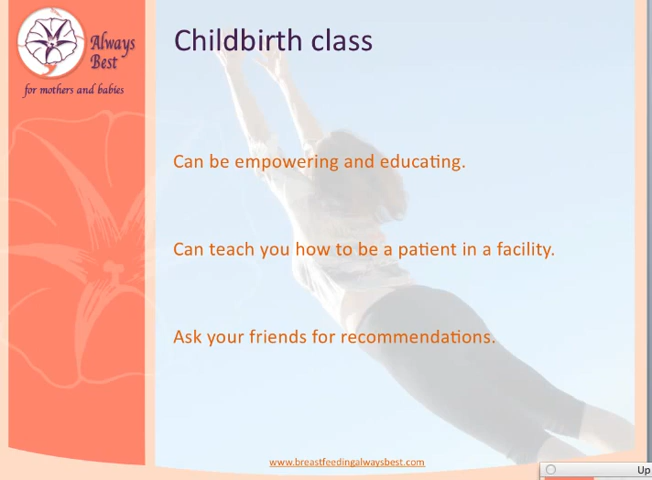 Always
Best
for mothers and babies
Childbirth class
Can be empowering and educating.
Can teach you how to be a patient in a facility.
Ask your friends for recommendations.
www.breastfeedingalwaysbest.com
Up